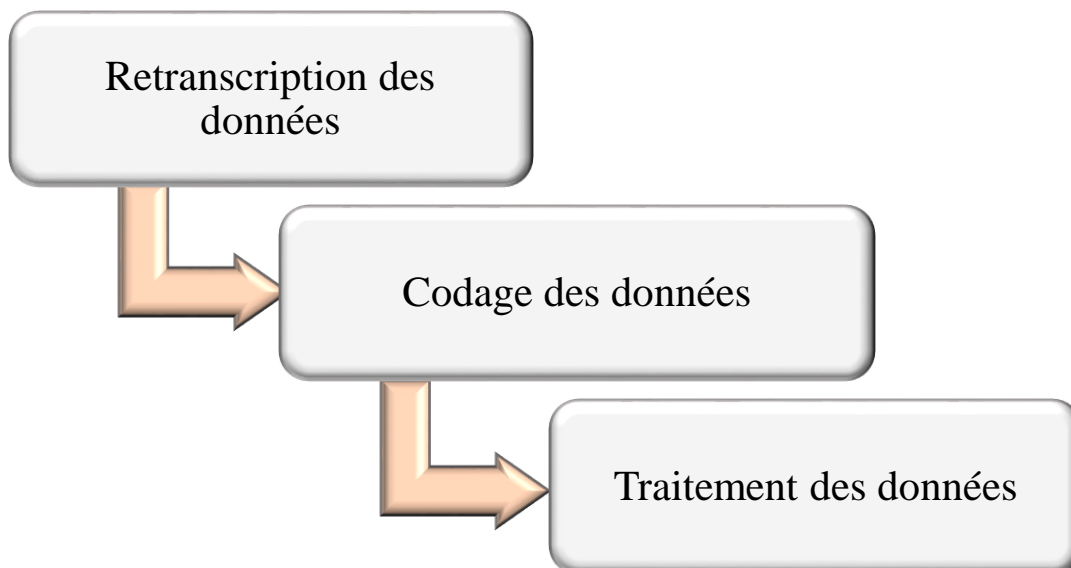 Retranscription des
données
Codage des données
Traitement des données